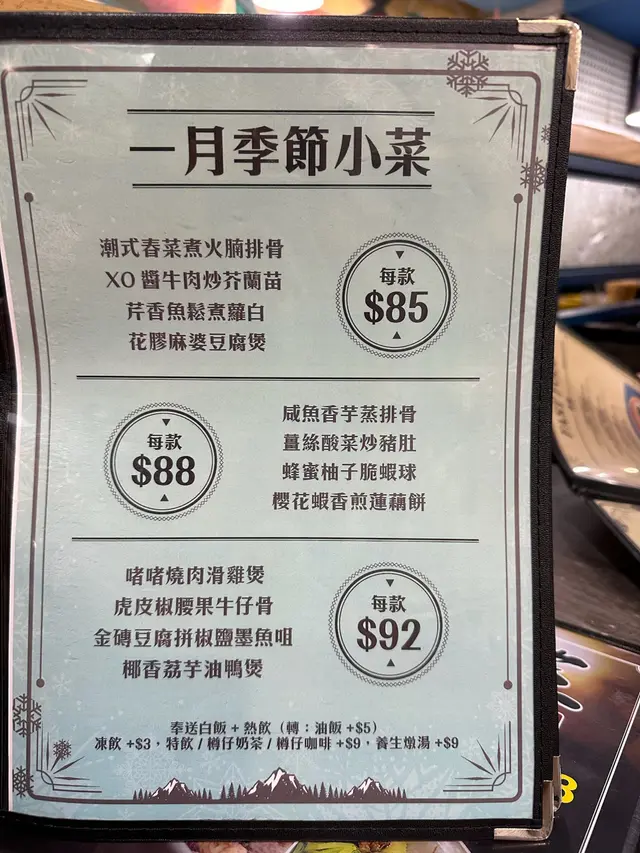 一月季節小菜
潮式春菜煮火腩排骨
XO 醬牛肉炒芥蘭苗
芹香魚鬆煮蘿白
花膠麻婆豆腐煲
每款
$85
每款
$88
咸魚香芋蒸排骨
薑絲酸菜炒豬肚
蜂蜜柚子脆蝦球
櫻花蝦香煎蓮藕餅
啫啫燒肉滑雞煲
虎皮椒腰果牛仔骨
金磚豆腐拼椒鹽墨魚咀
椰香荔芋油鴨煲
每款
$92
奉送白飯 + 熱飲（轉：油飯 +$5）
凍飲 +$3，特飲 / 樽仔奶茶 / 樽仔咖啡 +$9，養生燉湯 +$9